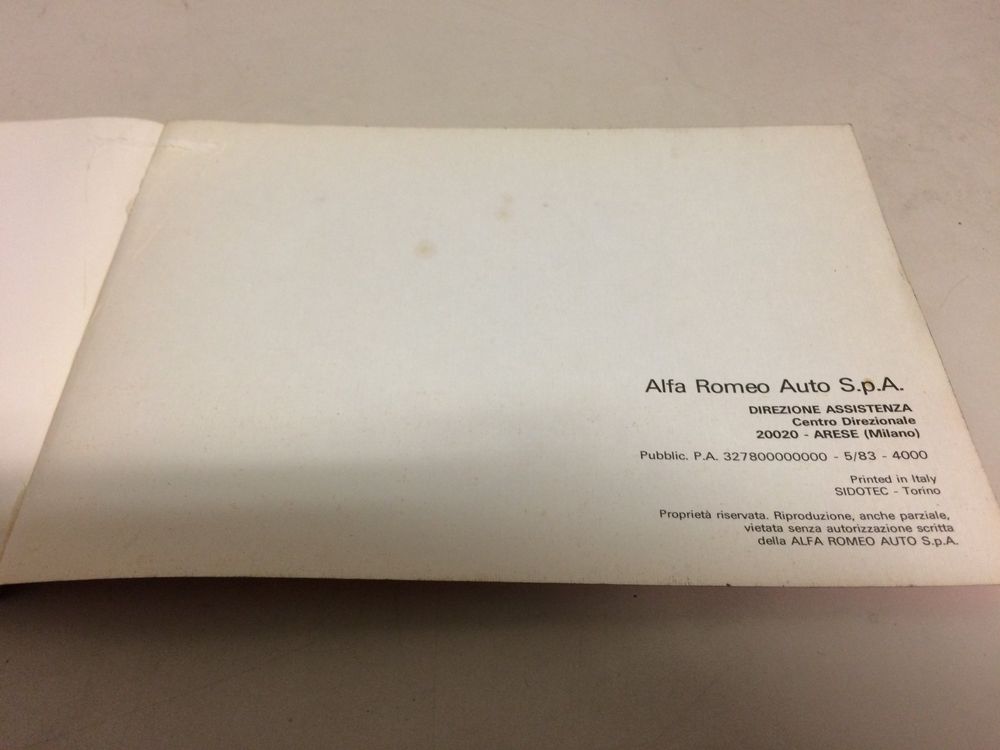 Alfa Romeo Auto S.p.A.
DIREZIONE ASSISTENZA
Centro Direzionale
20020 - ARESE (Milano)
Pubblic. P.A. 327800000000 - 5/83 - 4000
Printed in Italy
SIDOTEC - Torino
Proprietà riservata. Riproduzione, anche parziale,
vietata senza autorizzazione scritta
della ALFA ROMEO AUTO S.p.A.